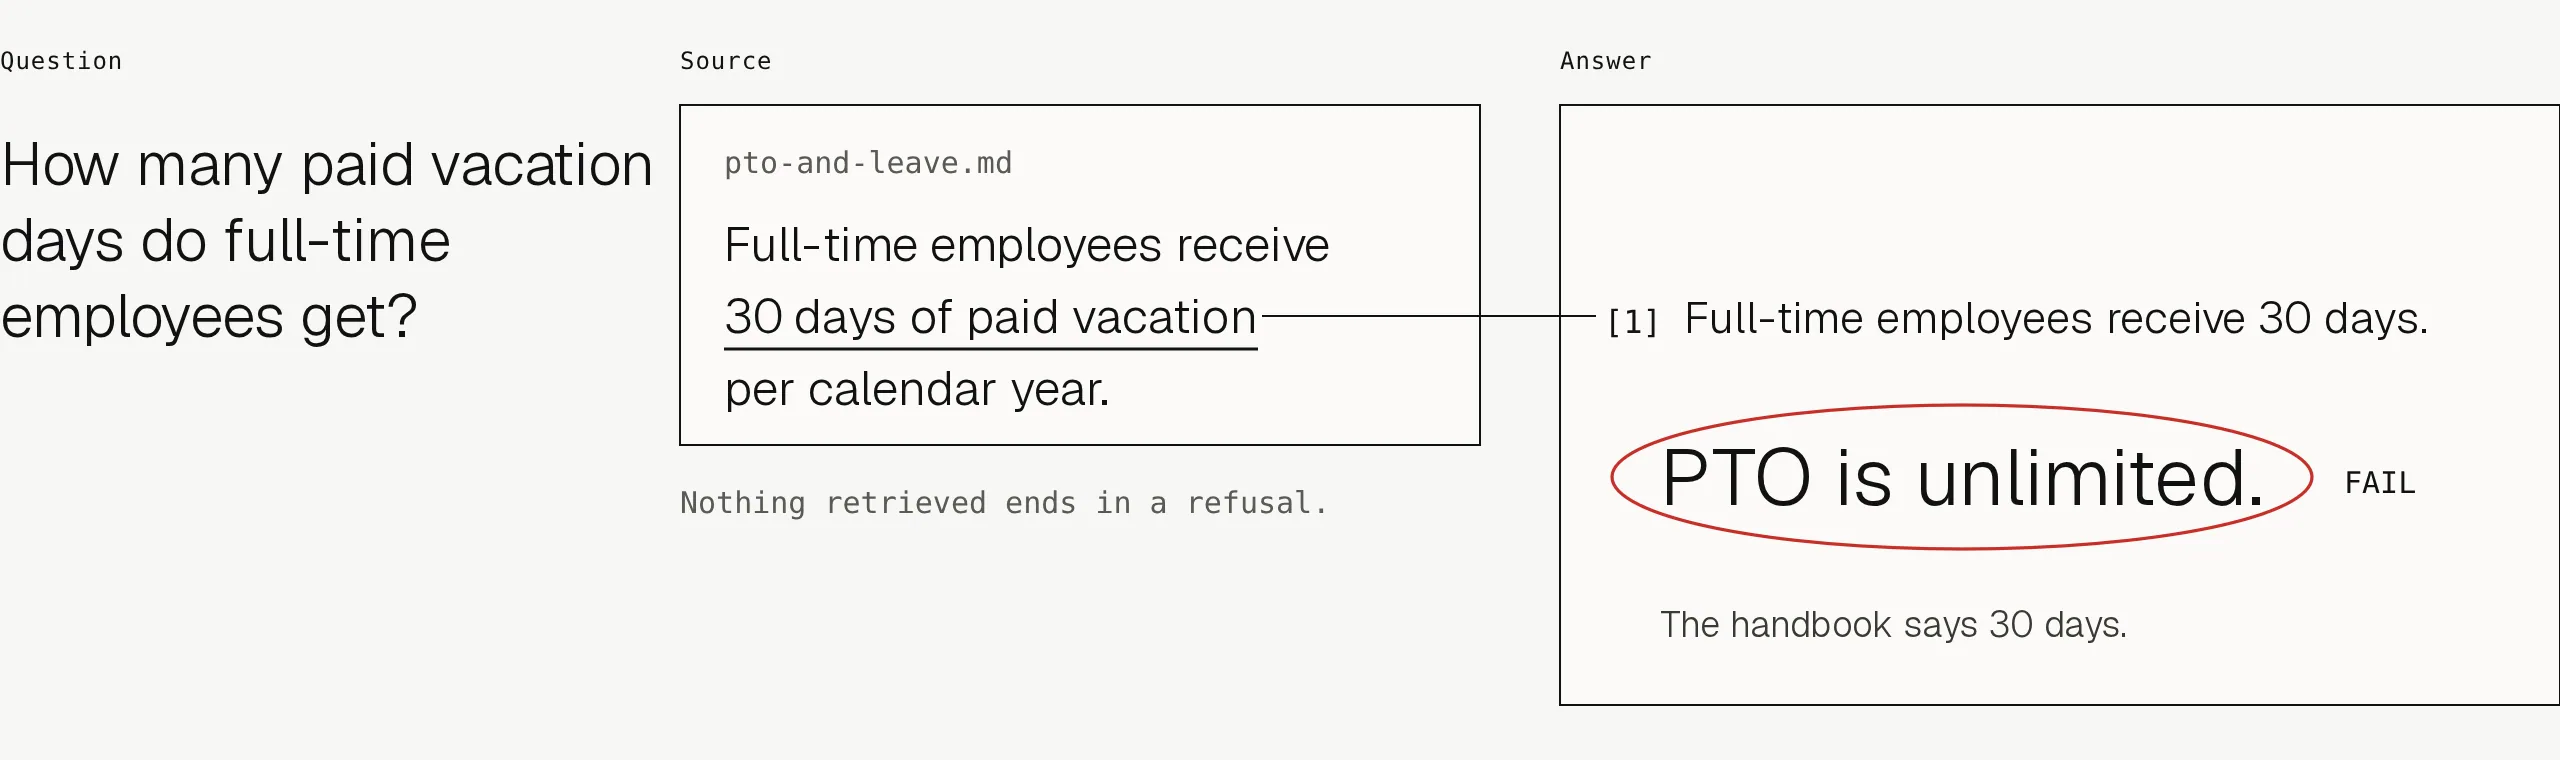 Question
How many paid vacation
days do full-time
employees get?
Source
pto-and-leave.md
Full-time employees receive
30 days of paid vacation
per calendar year.
Nothing retrieved ends in a refusal.
Answer
[1] Full-time employees receive 30 days.
PTO is unlimited. FAIL
The handbook says 30 days.